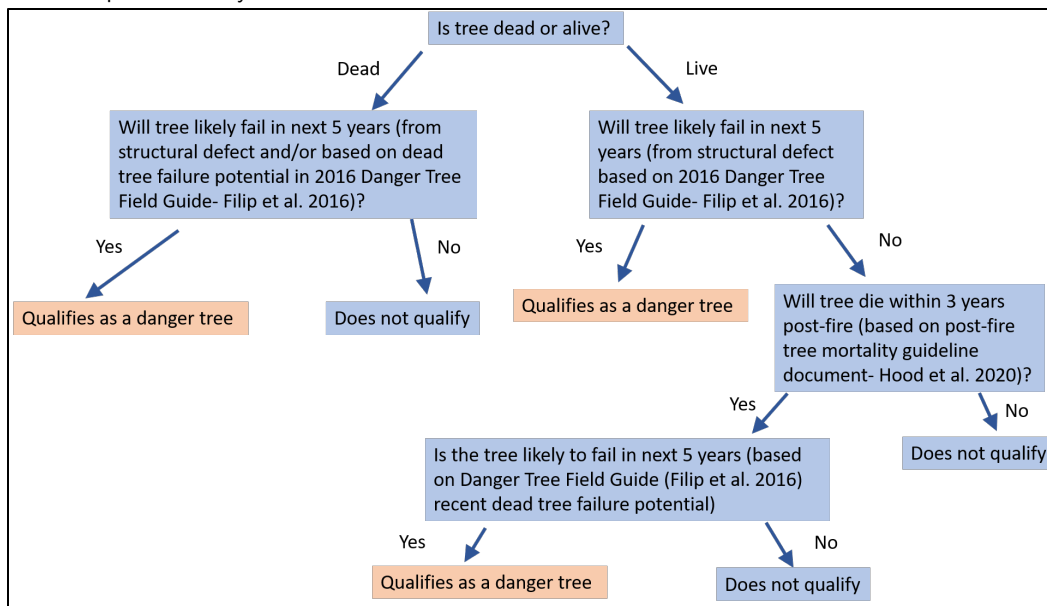 Is tree dead or alive?
Dead
Live
Will tree likely fail in next 5 years (from
structural defect and/or based on dead
tree failure potential in 2016 Danger Tree
Field Guide- Filip et al. 2016)?
Will tree likely fail in next 5
years (from structural defect
based on 2016 Danger Tree
Field Guide- Filip et al. 2016)?
Yes
No
Yes
No
Qualifies as a danger tree
Does not qualify
Qualifies as a danger tree
Will tree die within 3 years
post-fire (based on post-fire
tree mortality guideline
document- Hood et al. 2020)?
Yes
No
Is the tree likely to fail in next 5 years (based
on Danger Tree Field Guide (Filip et al. 2016)
recent dead tree failure potential)
Does not qualify
Yes
No
Qualifies as a danger tree
Does not qualify